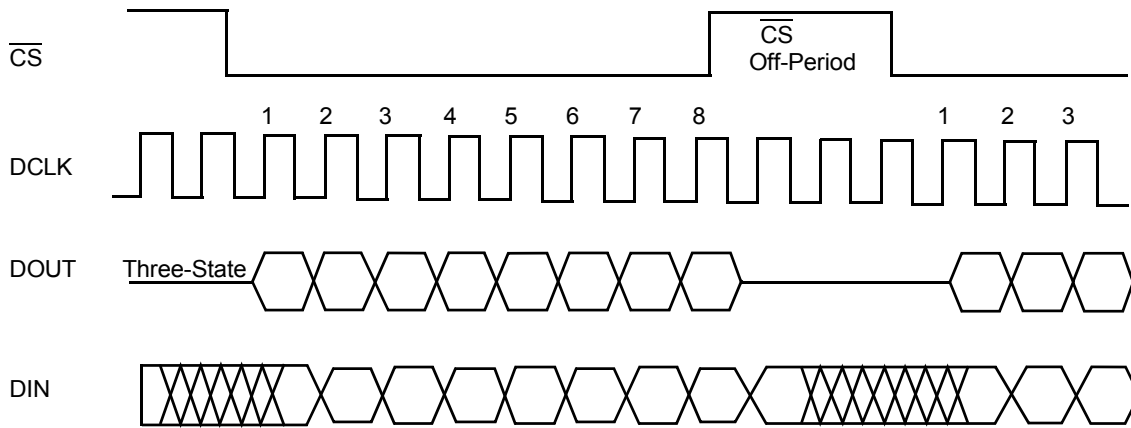 CS
CS
Off-Period
1 2 3 4 5 6 7 8 1 2 3
DCLK
DOUT Three-State
DIN